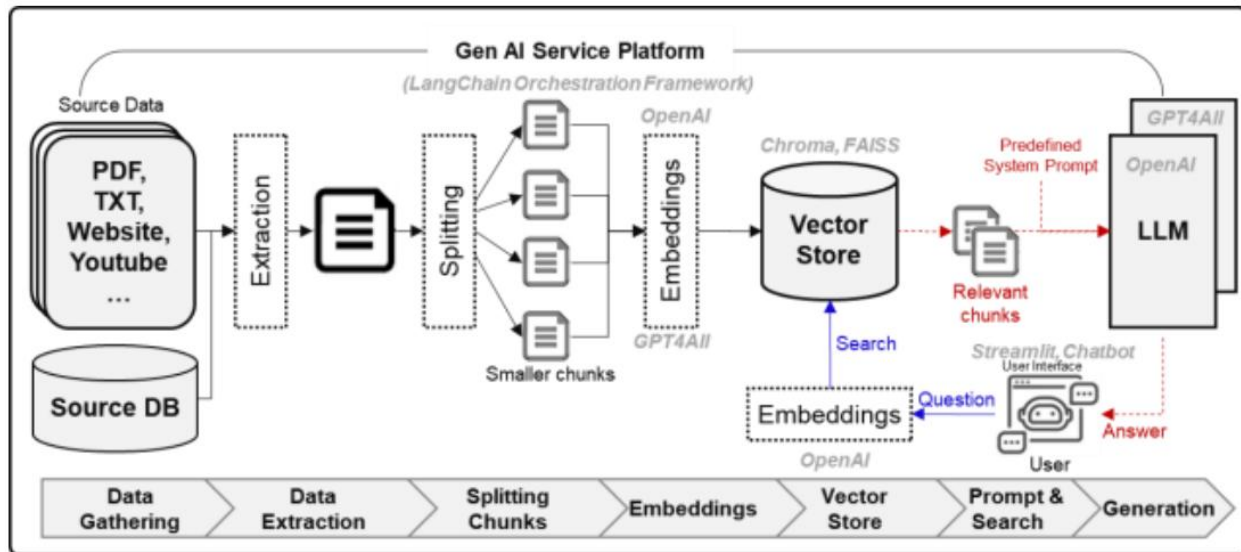 Gen AI Service Platform
(LangChain Orchestration Framework)
Source Data
PDF,
TXT,
Website,
Youtube
...
Source DB
Extraction
Splitting
Smaller chunks
OpenAI
Embeddings
GPT4All
Chroma, FAISS
Vector
Store
Search
Embeddings
OpenAI
Question
Relevant
chunks
Predefined
System Prompt
GPT4All
OpenAI
LLM
Streamlit, Chatbot
User Interface
User
Answer
Data
Gathering
Data
Extraction
Splitting
Chunks
Embeddings
Vector
Store
Prompt &
Search
Generation